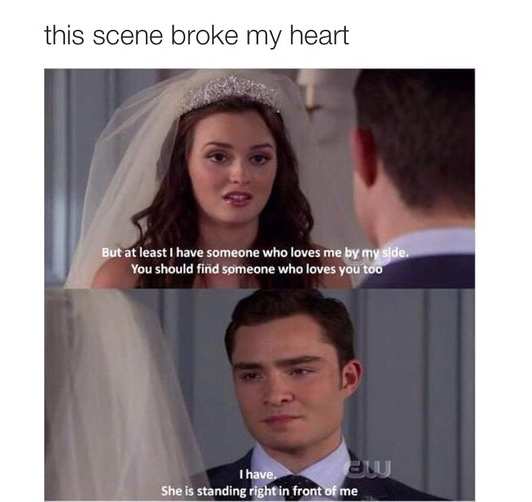 this scene broke my heart
But at least I have someone who loves me by my side.
You should find someone who loves you too
I have.
CW
She is standing right in front of me